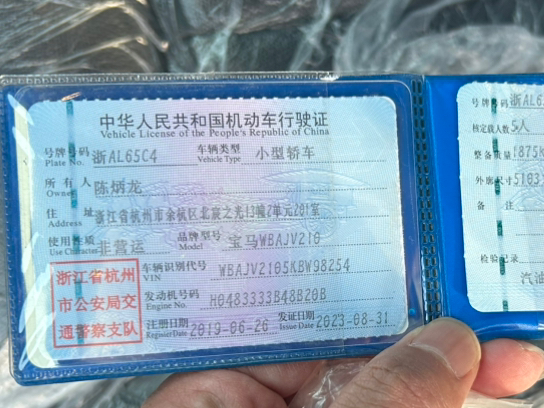 中华人民共和国机动车行驶证
Vehicle License of the People's Republic of China
号牌号码 浙AL65C4 车辆类型 小型轿车
Plate No. Vehicle Type
所有人 陈炳龙
Owner
住址 浙江省杭州市余杭区北宸之光13幢2单元201室
Address
使用性质 非营运 品牌型号 宝马WBAJV210
Use Character Model
浙江省杭州
市公安局交
通警察支队
车辆识别代号 WBAJV2105KBW98254
VIN
发动机号码 H0483333B48B20B
Engine No.
注册日期 2019-06-26 发证日期 2023-08-31
Register Date Issue Date
号牌号码 浙AL65
核定载人数 5人
整备质量 1875k
外廓尺寸 5103
备注
检验记录
汽油